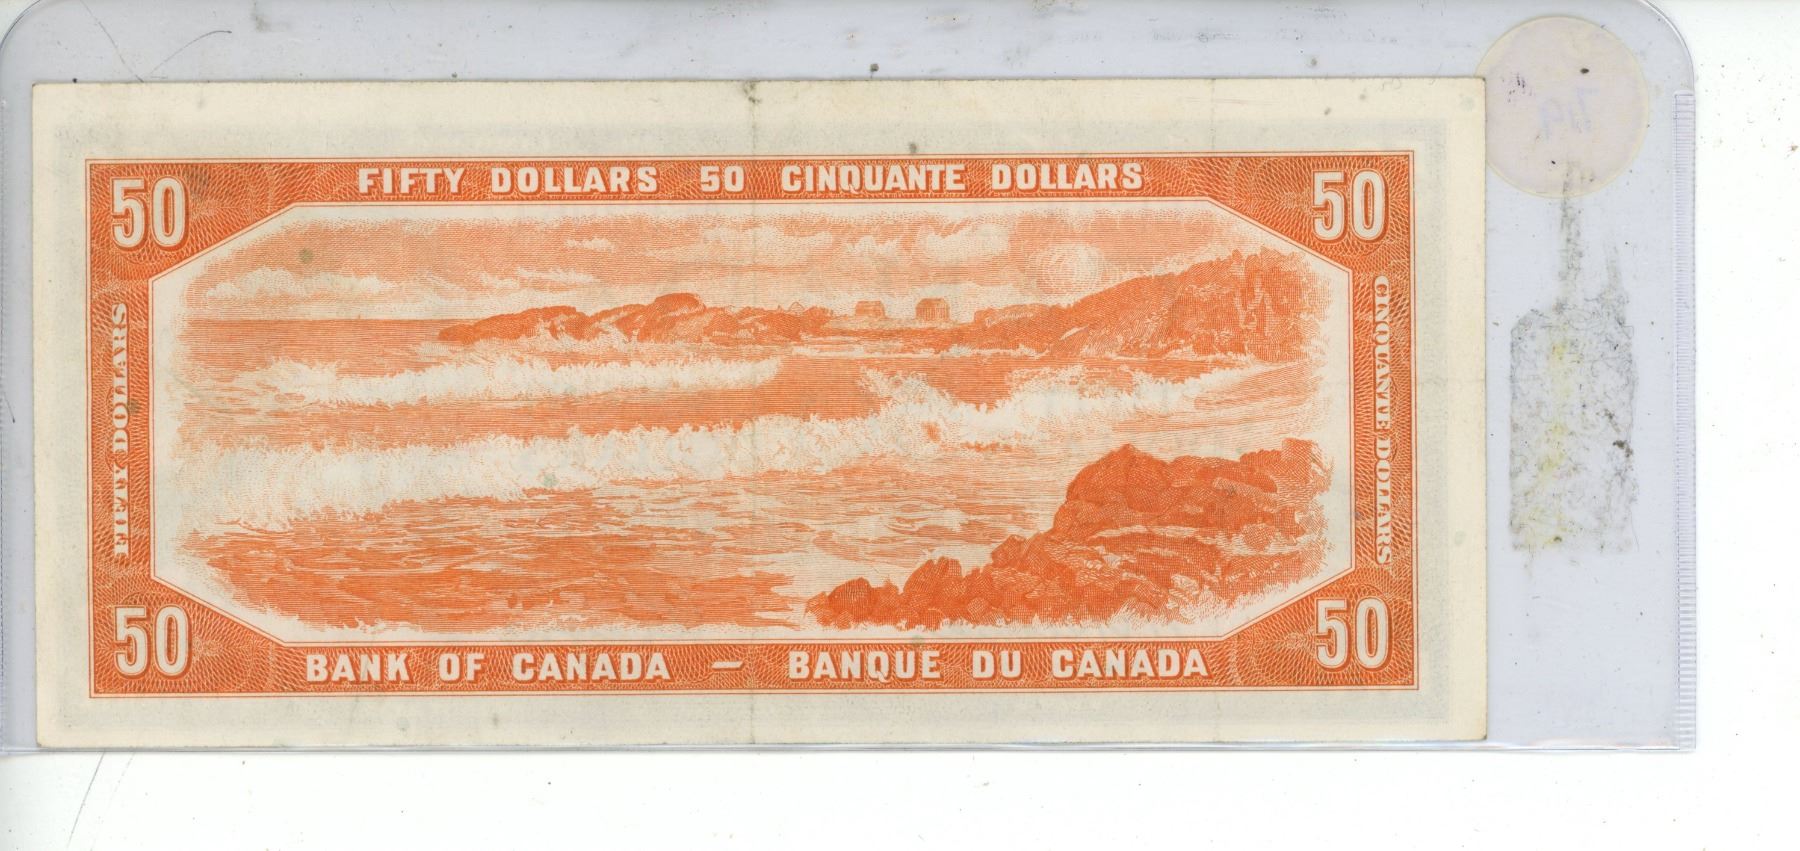 FIFTY DOLLARS 50 CINQUANTE DOLLARS
50
50
FIFTY DOLLARS
CINQUANTE DOLLARS
50
50
BANK OF CANADA — BANQUE DU CANADA